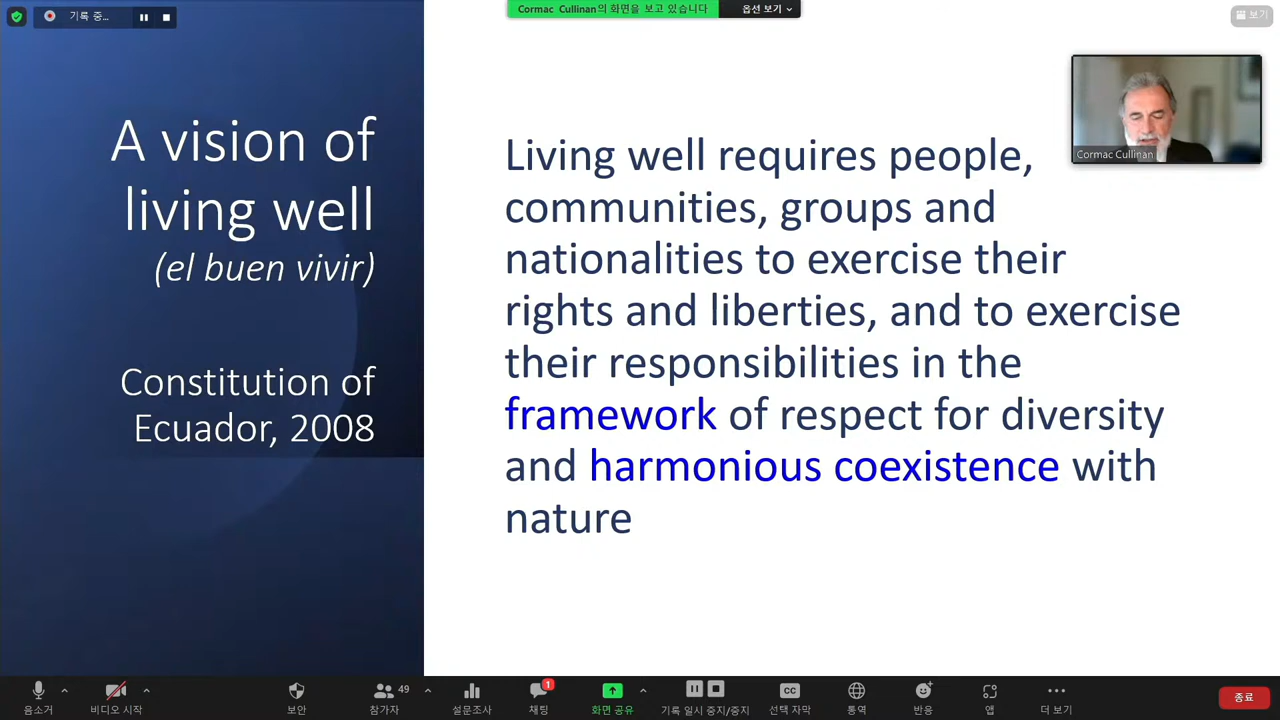 기록 중...
Cormac Cullinan의 화면을 보고 있습니다
옵션 보기
보기
A vision of
living well
(el buen vivir)
Constitution of
Ecuador, 2008
Living well requires people,
communities, groups and
nationalities to exercise their
rights and liberties, and to exercise
their responsibilities in the
framework of respect for diversity
and harmonious coexistence with
nature
Cormac Cullinan
음소거
비디오 시작
보안
49
참가자
설문조사
1
채팅
화면 공유
기록 일시 중지/중지
CC
선택 자막
통역
반응
앱
더 보기
종료